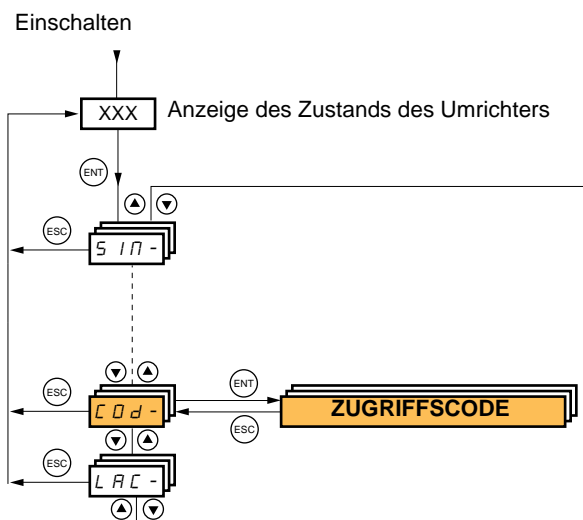 Einschalten
XXX Anzeige des Zustands des Umrichters
ENT
ESC
SIM-
ESC
ENT
COd-
ZUGRIFFSCODE
ESC
ESC
LAC-